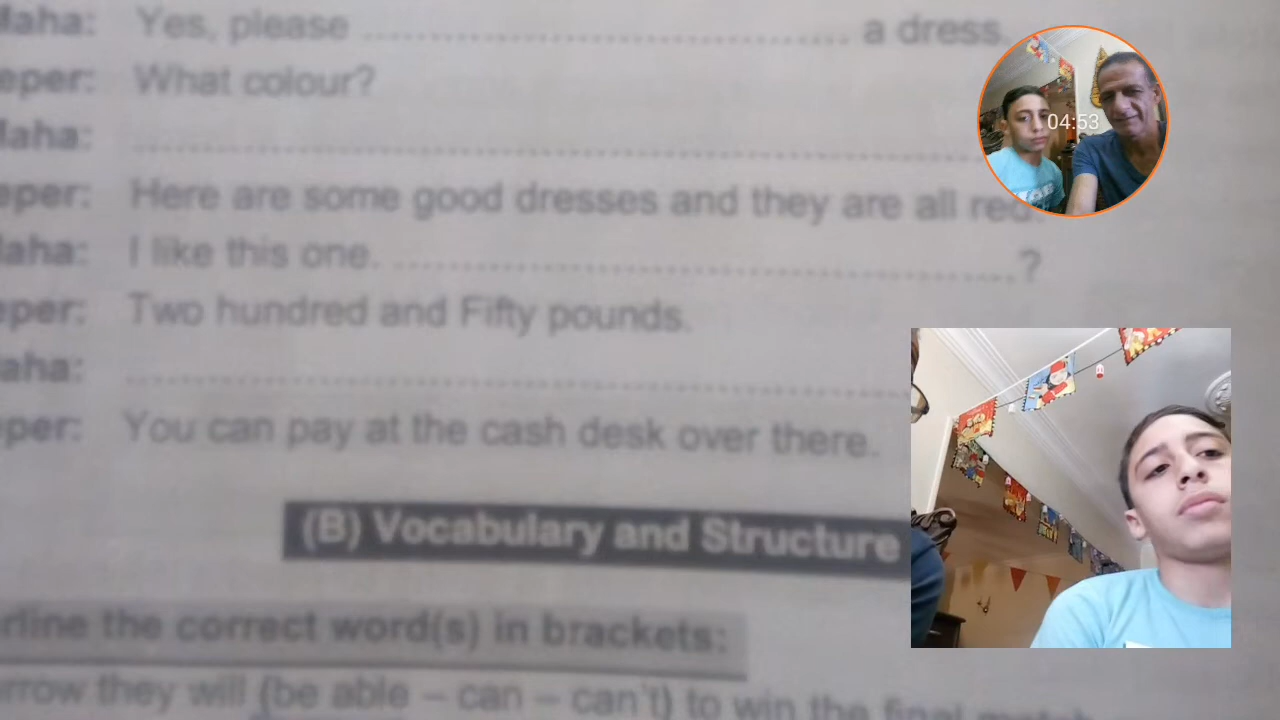 Maha: Yes, please ........................................ a dress.
eper: What colour?
Maha: ........................................
eper: Here are some good dresses and they are all red.
aha: I like this one. ........................................?
eper: Two hundred and Fifty pounds.
aha: ........................................
per: You can pay at the cash desk over there.
(B) Vocabulary and Structure
rline the correct word(s) in brackets:
rrow they will (be able – can – can't) to win the final match
04:53